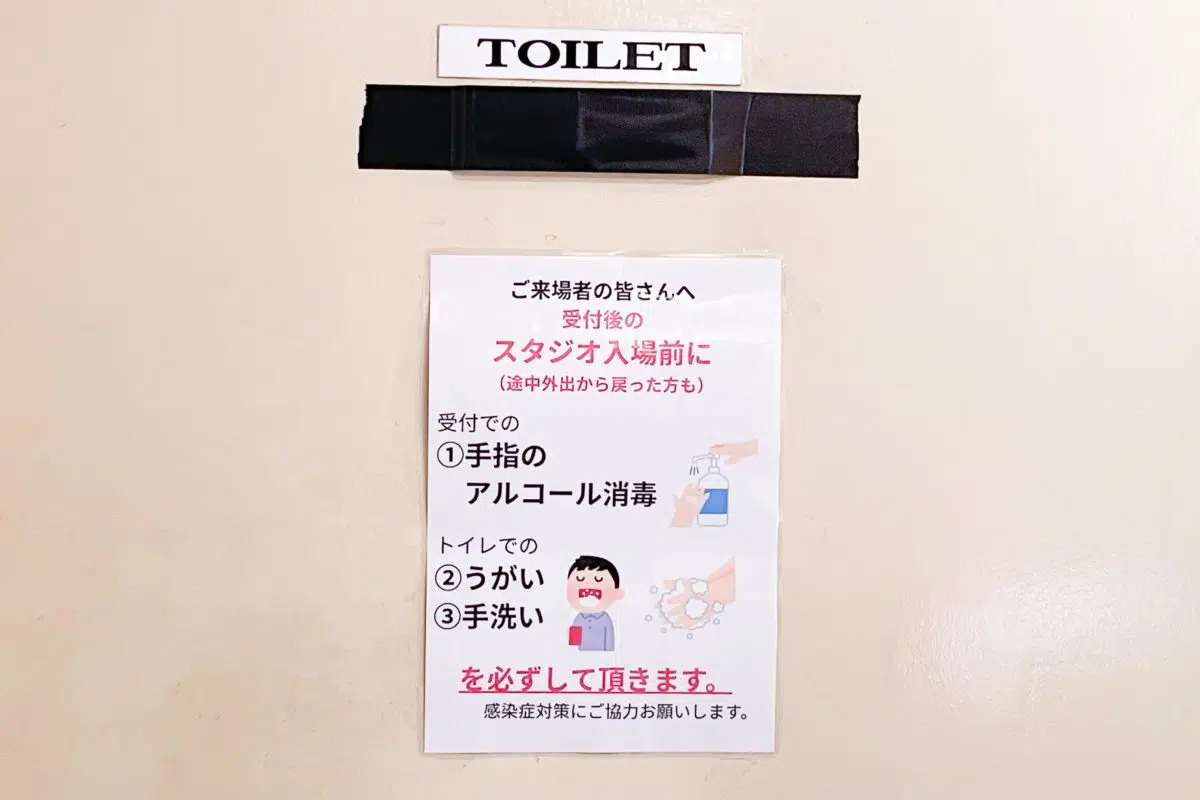 TOILET
ご来場者の皆さんへ
受付後の
スタジオ入場前に
（途中外出から戻った方も）
受付での
①手指の
アルコール消毒
トイレでの
②うがい
③手洗い
を必ずして頂きます。
感染症対策にご協力お願いします。